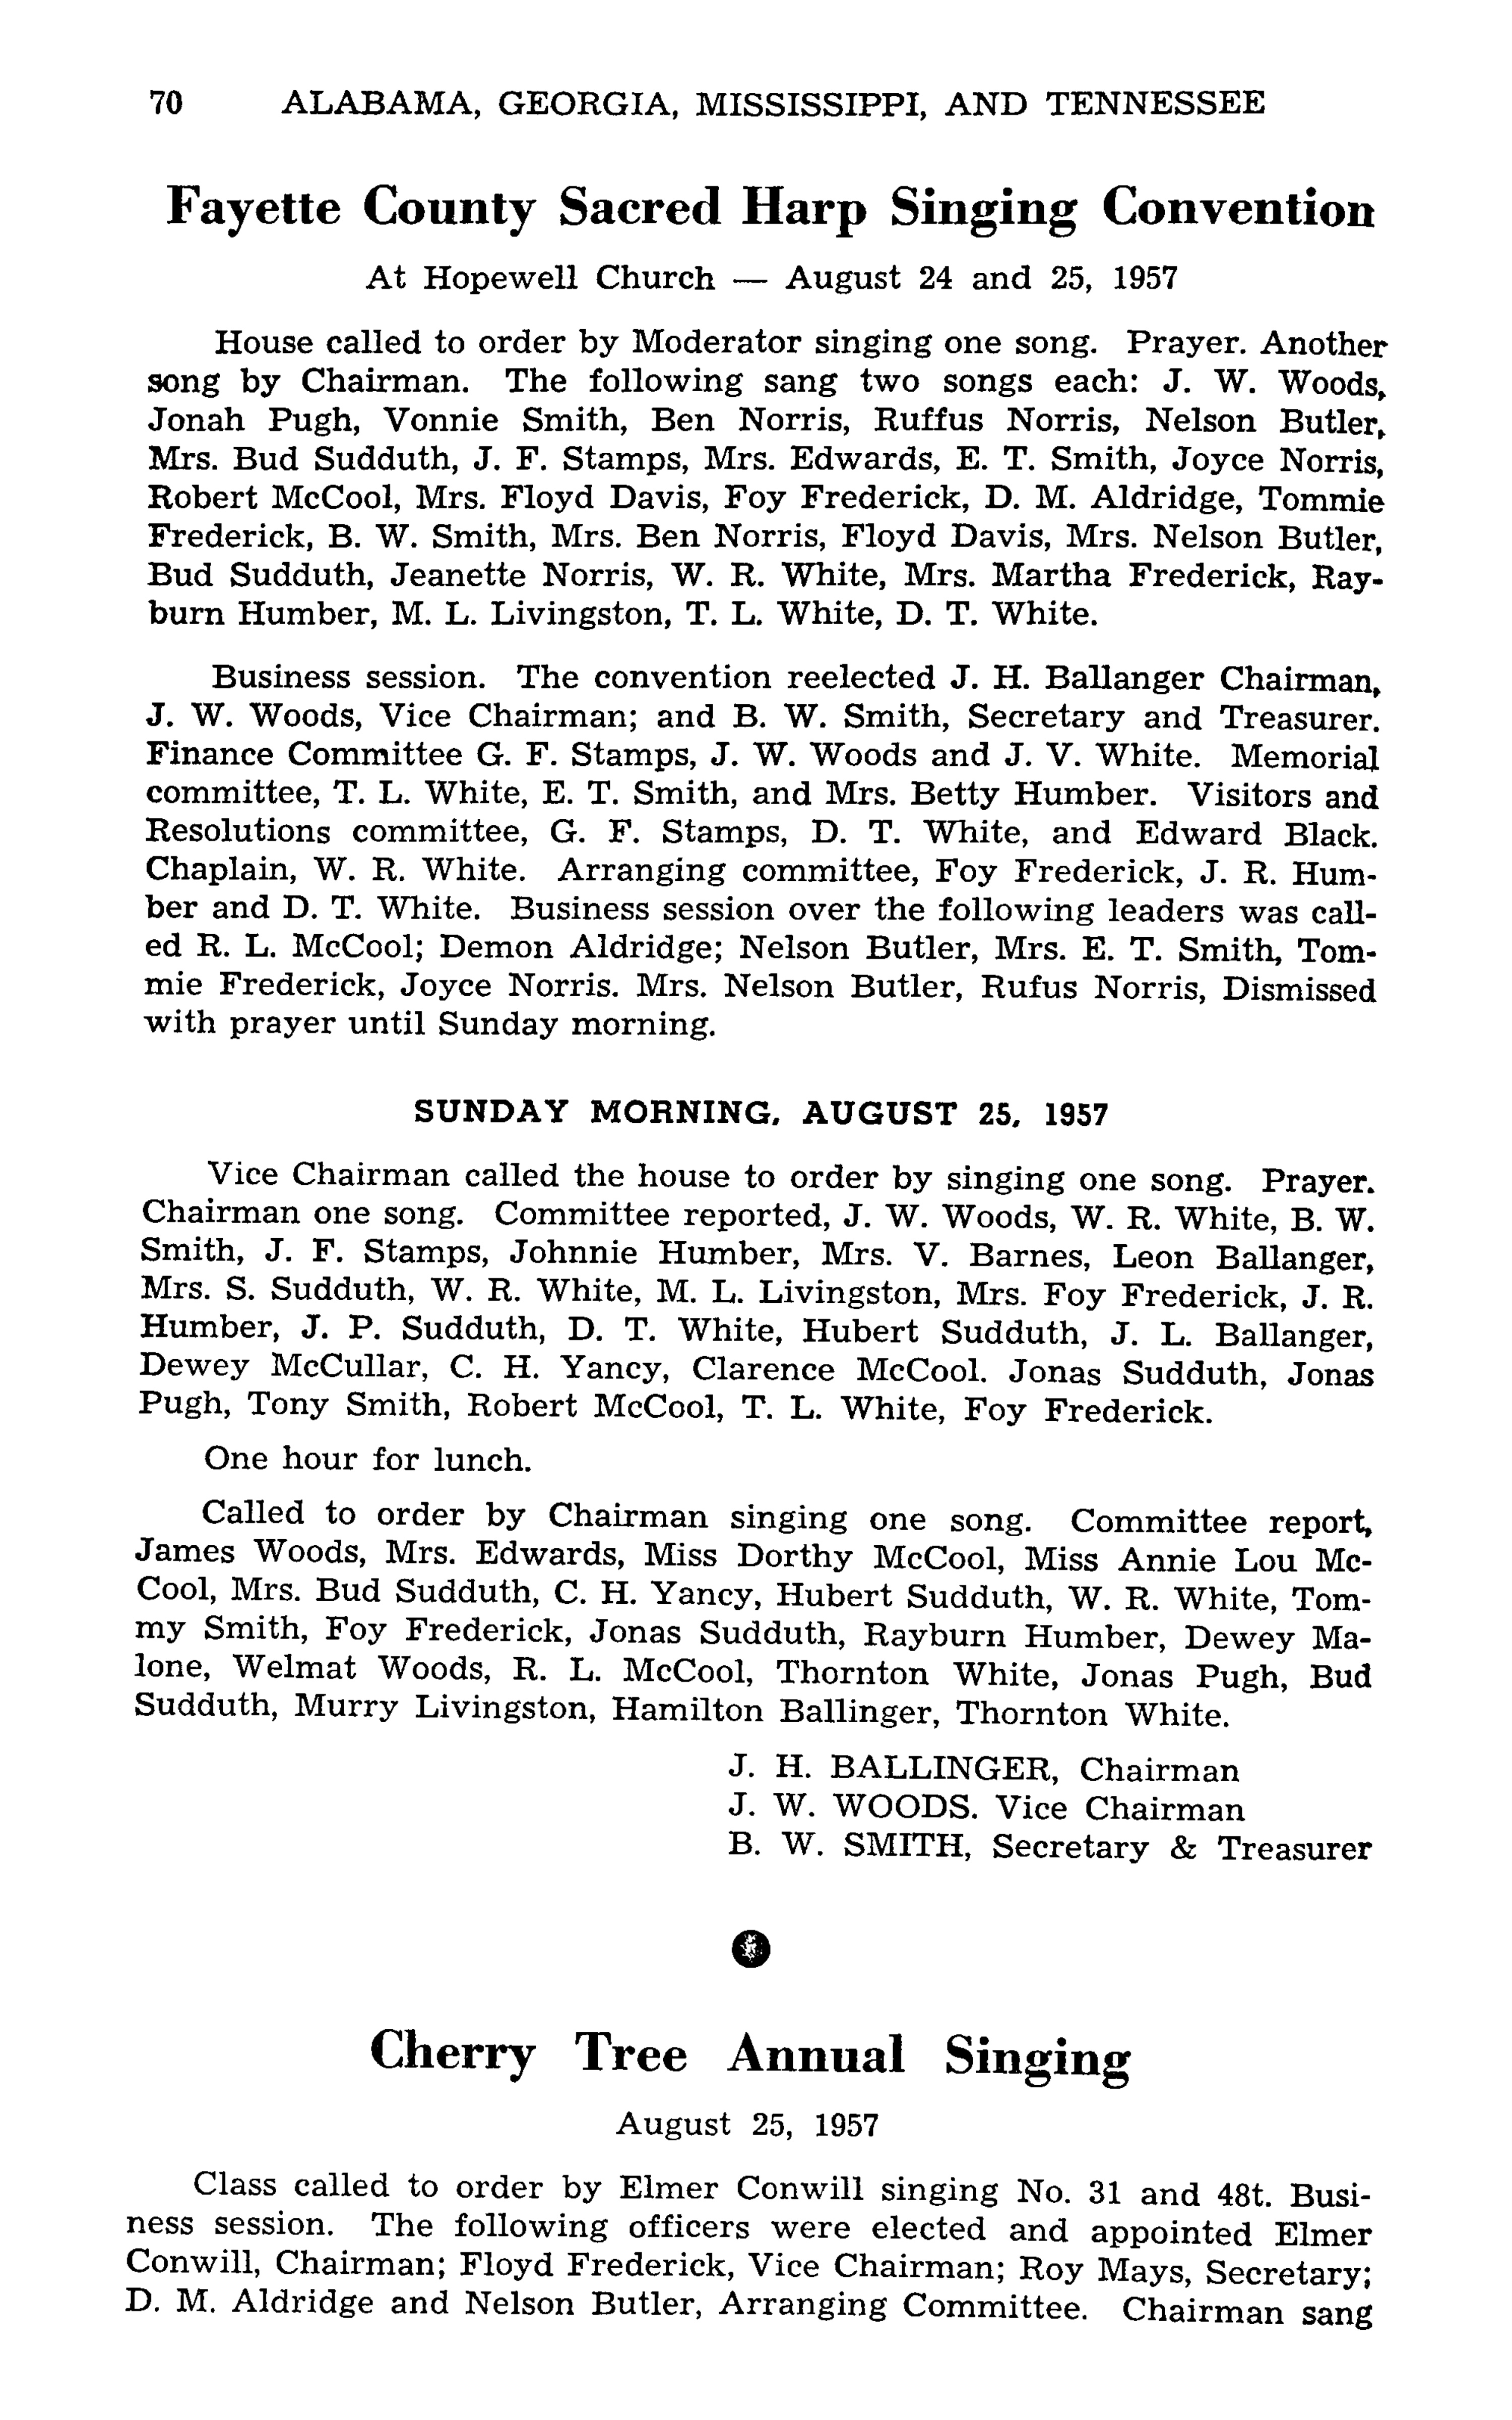 70 ALABAMA, GEORGIA, MISSISSIPPI, AND TENNESSEE
Fayette County Sacred Harp Singing Convention
At Hopewell Church — August 24 and 25, 1957
House called to order by Moderator singing one song. Prayer. Another
song by Chairman. The following sang two songs each: J. W. Woods,
Jonah Pugh, Vonnie Smith, Ben Norris, Ruffus Norris, Nelson Butler,
Mrs. Bud Sudduth, J. F. Stamps, Mrs. Edwards, E. T. Smith, Joyce Norris,
Robert McCool, Mrs. Floyd Davis, Foy Frederick, D. M. Aldridge, Tommie
Frederick, B. W. Smith, Mrs. Ben Norris, Floyd Davis, Mrs. Nelson Butler,
Bud Sudduth, Jeanette Norris, W. R. White, Mrs. Martha Frederick, Ray-
burn Humber, M. L. Livingston, T. L. White, D. T. White.
Business session. The convention reelected J. H. Ballanger Chairman,
J. W. Woods, Vice Chairman; and B. W. Smith, Secretary and Treasurer.
Finance Committee G. F. Stamps, J. W. Woods and J. V. White. Memorial
committee, T. L. White, E. T. Smith, and Mrs. Betty Humber. Visitors and
Resolutions committee, G. F. Stamps, D. T. White, and Edward Black.
Chaplain, W. R. White. Arranging committee, Foy Frederick, J. R. Hum-
ber and D. T. White. Business session over the following leaders was call-
ed R. L. McCool; Demon Aldridge; Nelson Butler, Mrs. E. T. Smith, Tom-
mie Frederick, Joyce Norris. Mrs. Nelson Butler, Rufus Norris, Dismissed
with prayer until Sunday morning.
SUNDAY MORNING, AUGUST 25, 1957
Vice Chairman called the house to order by singing one song. Prayer.
Chairman one song. Committee reported, J. W. Woods, W. R. White, B. W.
Smith, J. F. Stamps, Johnnie Humber, Mrs. V. Barnes, Leon Ballanger,
Mrs. S. Sudduth, W. R. White, M. L. Livingston, Mrs. Foy Frederick, J. R.
Humber, J. P. Sudduth, D. T. White, Hubert Sudduth, J. L. Ballanger,
Dewey McCullar, C. H. Yancy, Clarence McCool. Jonas Sudduth, Jonas
Pugh, Tony Smith, Robert McCool, T. L. White, Foy Frederick.
One hour for lunch.
Called to order by Chairman singing one song. Committee report,
James Woods, Mrs. Edwards, Miss Dorthy McCool, Miss Annie Lou Mc-
Cool, Mrs. Bud Sudduth, C. H. Yancy, Hubert Sudduth, W. R. White, Tom-
my Smith, Foy Frederick, Jonas Sudduth, Rayburn Humber, Dewey Ma-
lone, Welmat Woods, R. L. McCool, Thornton White, Jonas Pugh, Bud
Sudduth, Murry Livingston, Hamilton Ballinger, Thornton White.
J. H. BALLINGER, Chairman
J. W. WOODS. Vice Chairman
B. W. SMITH, Secretary & Treasurer
Cherry Tree Annual Singing
August 25, 1957
Class called to order by Elmer Conwill singing No. 31 and 48t. Busi-
ness session. The following officers were elected and appointed Elmer
Conwill, Chairman; Floyd Frederick, Vice Chairman; Roy Mays, Secretary;
D. M. Aldridge and Nelson Butler, Arranging Committee. Chairman sang